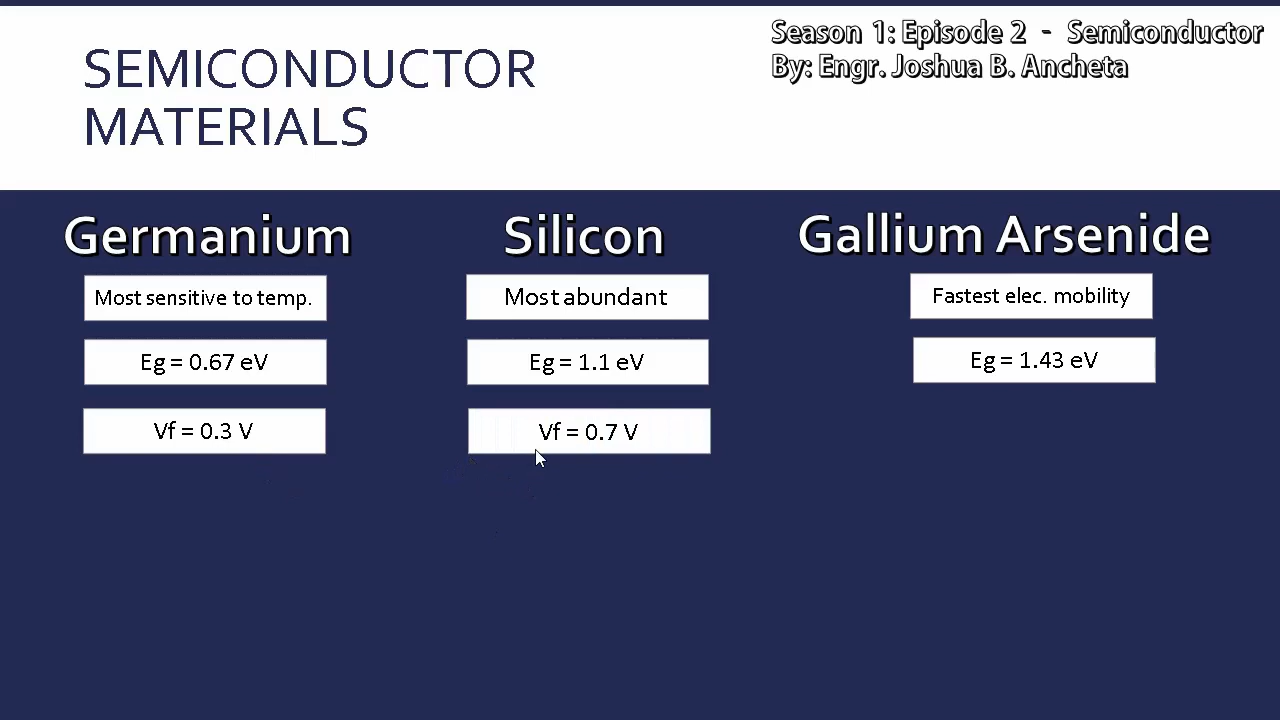 SEMICONDUCTOR
MATERIALS
Season 1: Episode 2 - Semiconductor
By: Engr. Joshua B. Ancheta
Germanium
Most sensitive to temp.
Eg = 0.67 eV
Vf = 0.3 V
Silicon
Most abundant
Eg = 1.1 eV
Vf = 0.7 V
Gallium Arsenide
Fastest elec. mobility
Eg = 1.43 eV